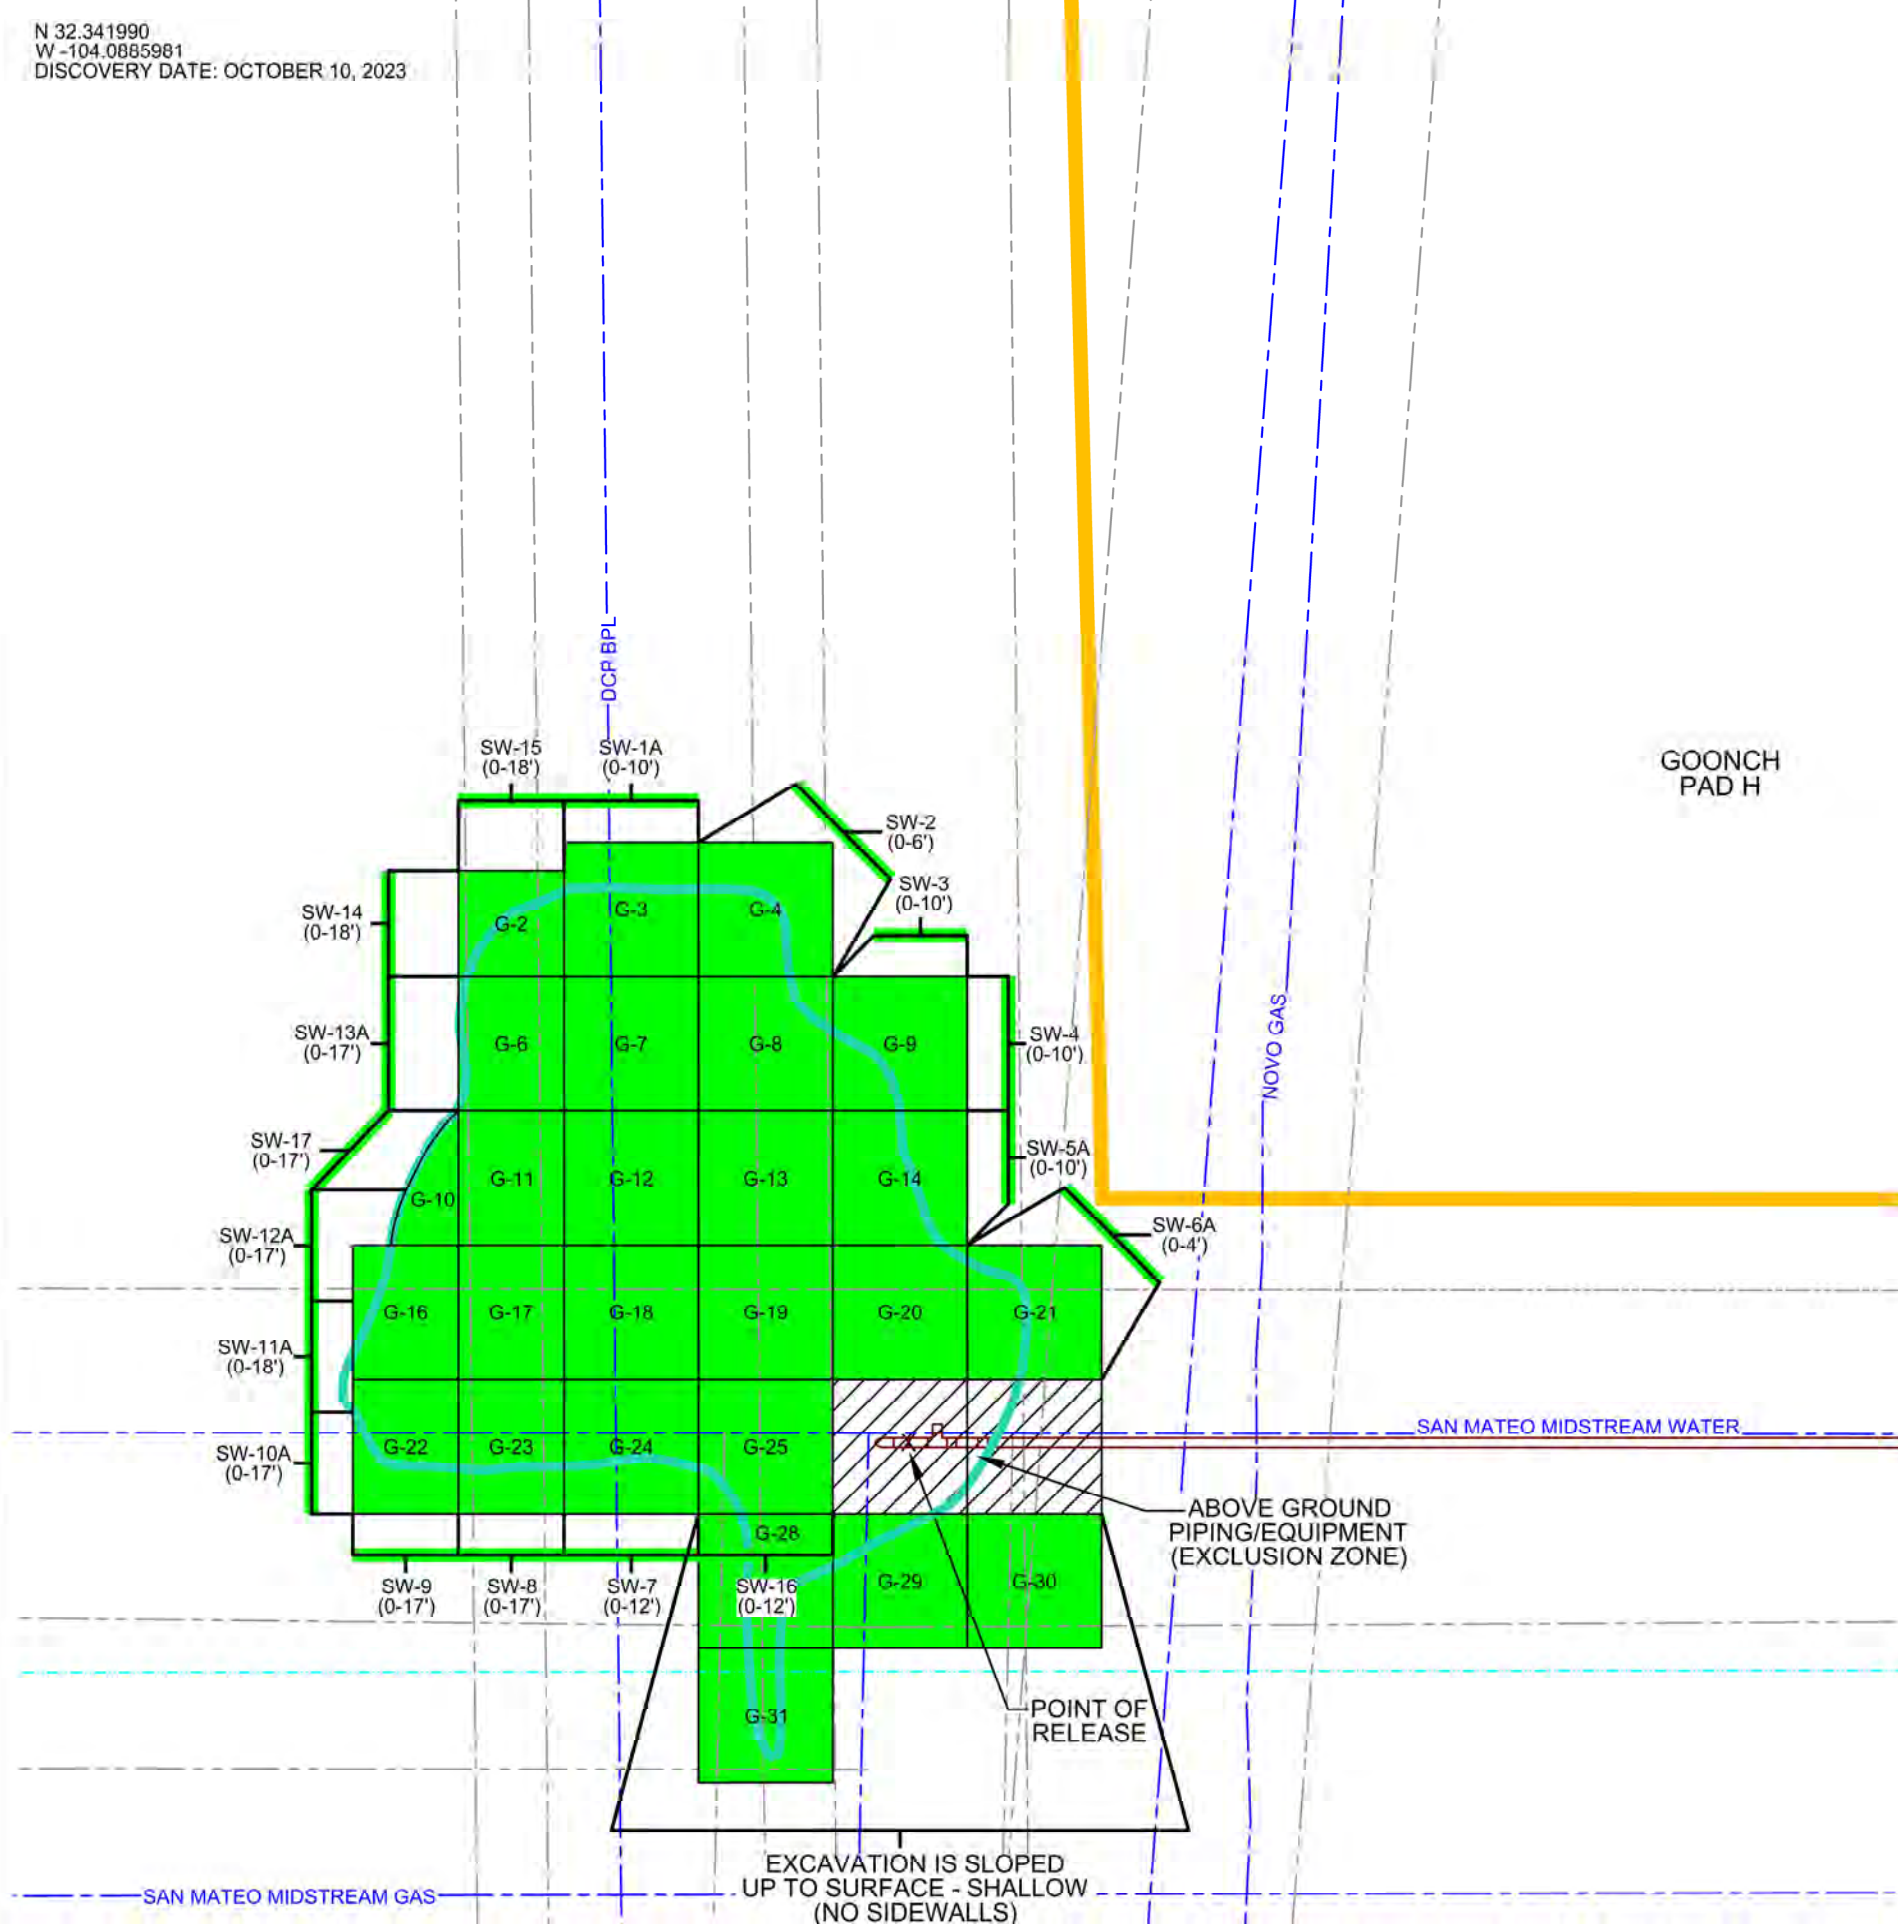 N 32.341990
W -104.0885981
DISCOVERY DATE: OCTOBER 10, 2023
DCP BPL
SW-15
(0-18')
SW-1A
(0-10')
GOONCH
PAD H
SW-2
(0-6')
SW-3
(0-10')
SW-14
(0-18')
G-2
G-3
G-4
SW-13A
(0-17')
G-6
G-7
G-8
G-9
SW-4
(0-10')
NOVO GAS
SW-17
(0-17')
SW-5A
(0-10')
G-10
G-11
G-12
G-13
G-14
SW-12A
(0-17')
SW-6A
(0-4')
G-16
G-17
G-18
G-19
G-20
G-21
SW-11A
(0-18')
SAN MATEO MIDSTREAM WATER
SW-10A
(0-17')
G-22
G-23
G-24
G-25
ABOVE GROUND
PIPING/EQUIPMENT
(EXCLUSION ZONE)
G-28
SW-9
(0-17')
SW-8
(0-17')
SW-7
(0-12')
SW-16
(0-12')
G-29
G-30
G-31
POINT OF
RELEASE
EXCAVATION IS SLOPED
UP TO SURFACE - SHALLOW
(NO SIDEWALLS)
SAN MATEO MIDSTREAM GAS